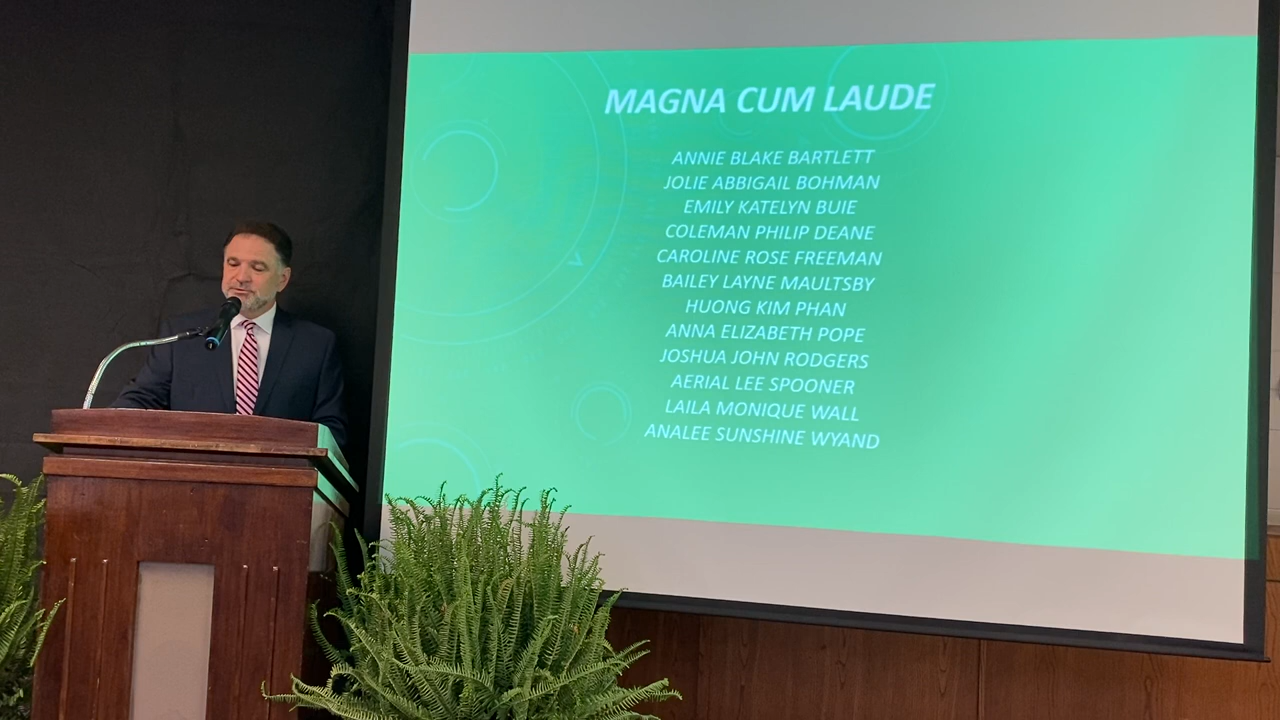 MAGNA CUM LAUDE
ANNIE BLAKE BARTLETT
JOLIE ABBIGAIL BOHMAN
EMILY KATELYN BUIE
COLEMAN PHILIP DEANE
CAROLINE ROSE FREEMAN
BAILEY LAYNE MAULTSBY
HUONG KIM PHAN
ANNA ELIZABETH POPE
JOSHUA JOHN RODGERS
AERIAL LEE SPOONER
LAILA MONIQUE WALL
ANALEE SUNSHINE WYAND